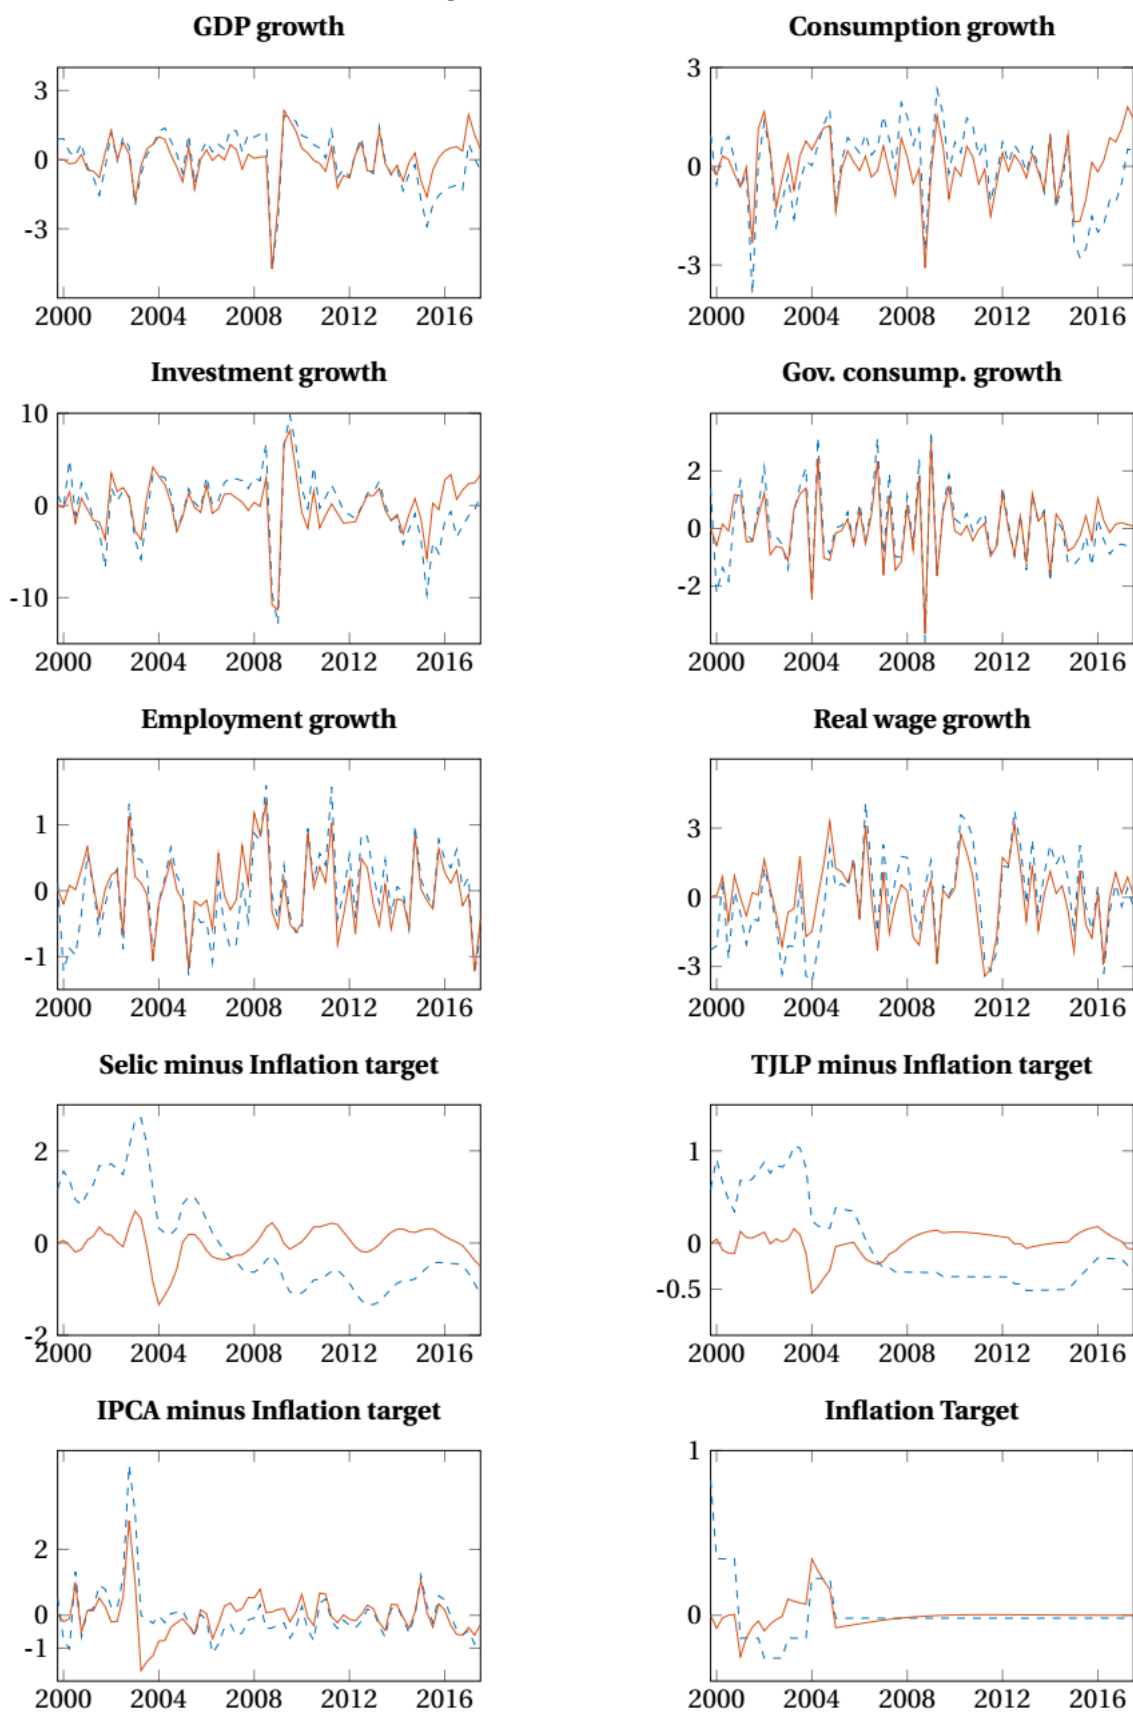 GDP growth
3
0
-3
2000 2004 2008 2012 2016
Consumption growth
3
0
-3
2000 2004 2008 2012 2016
Investment growth
10
0
-10
2000 2004 2008 2012 2016
Gov. consump. growth
2
0
-2
2000 2004 2008 2012 2016
Employment growth
1
0
-1
2000 2004 2008 2012 2016
Real wage growth
3
0
-3
2000 2004 2008 2012 2016
Selic minus Inflation target
2
0
-2
2000 2004 2008 2012 2016
TJLP minus Inflation target
1
0
-0.5
2000 2004 2008 2012 2016
IPCA minus Inflation target
2
0
-1
2000 2004 2008 2012 2016
Inflation Target
1
0
2000 2004 2008 2012 2016